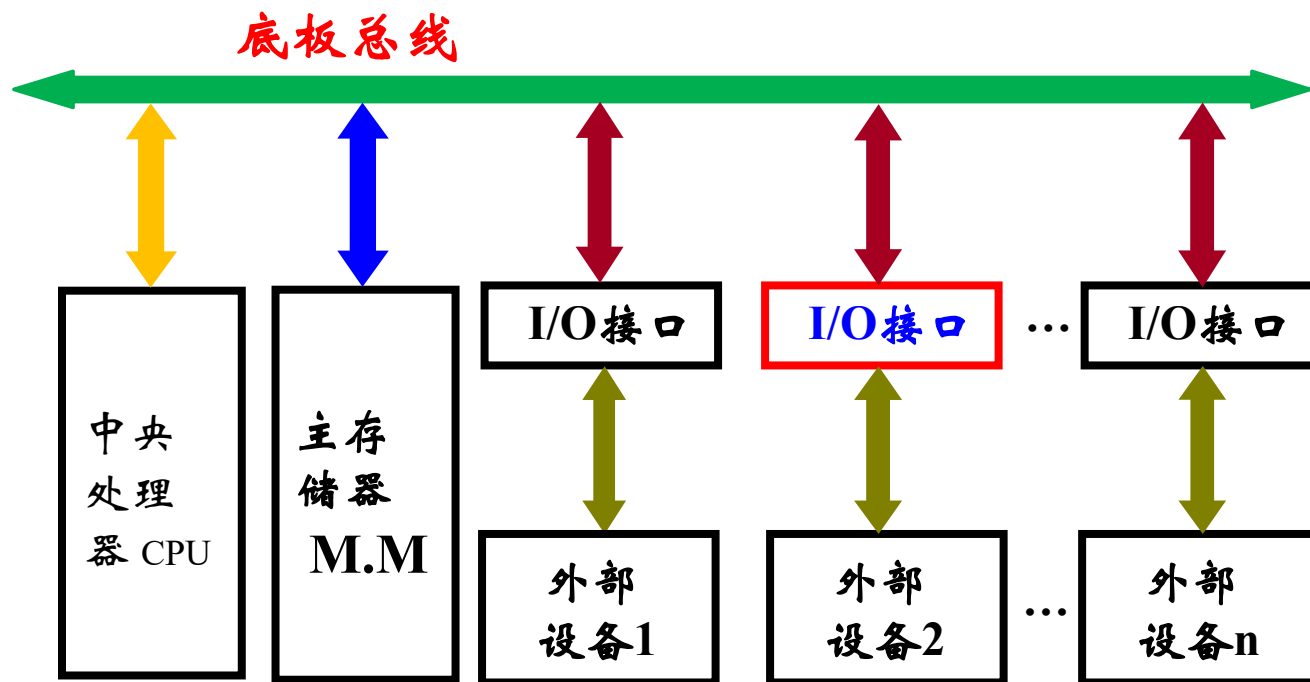 底板总线
I/O接口
I/O接口
…
I/O接口
中央
处理
器 CPU
主存
储器
M.M
外部
设备1
外部
设备2
…
外部
设备n